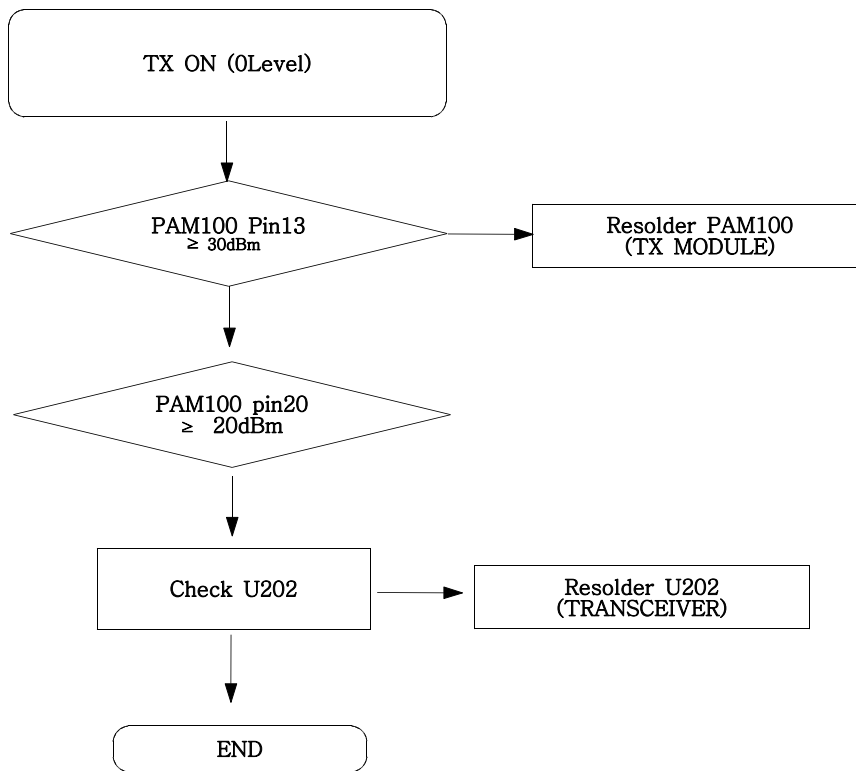 TX ON (0Level)
PAM100 Pin13
≥ 30dBm
Resolder PAM100
(TX MODULE)
PAM100 pin20
≥ 20dBm
Check U202
Resolder U202
(TRANSCEIVER)
END